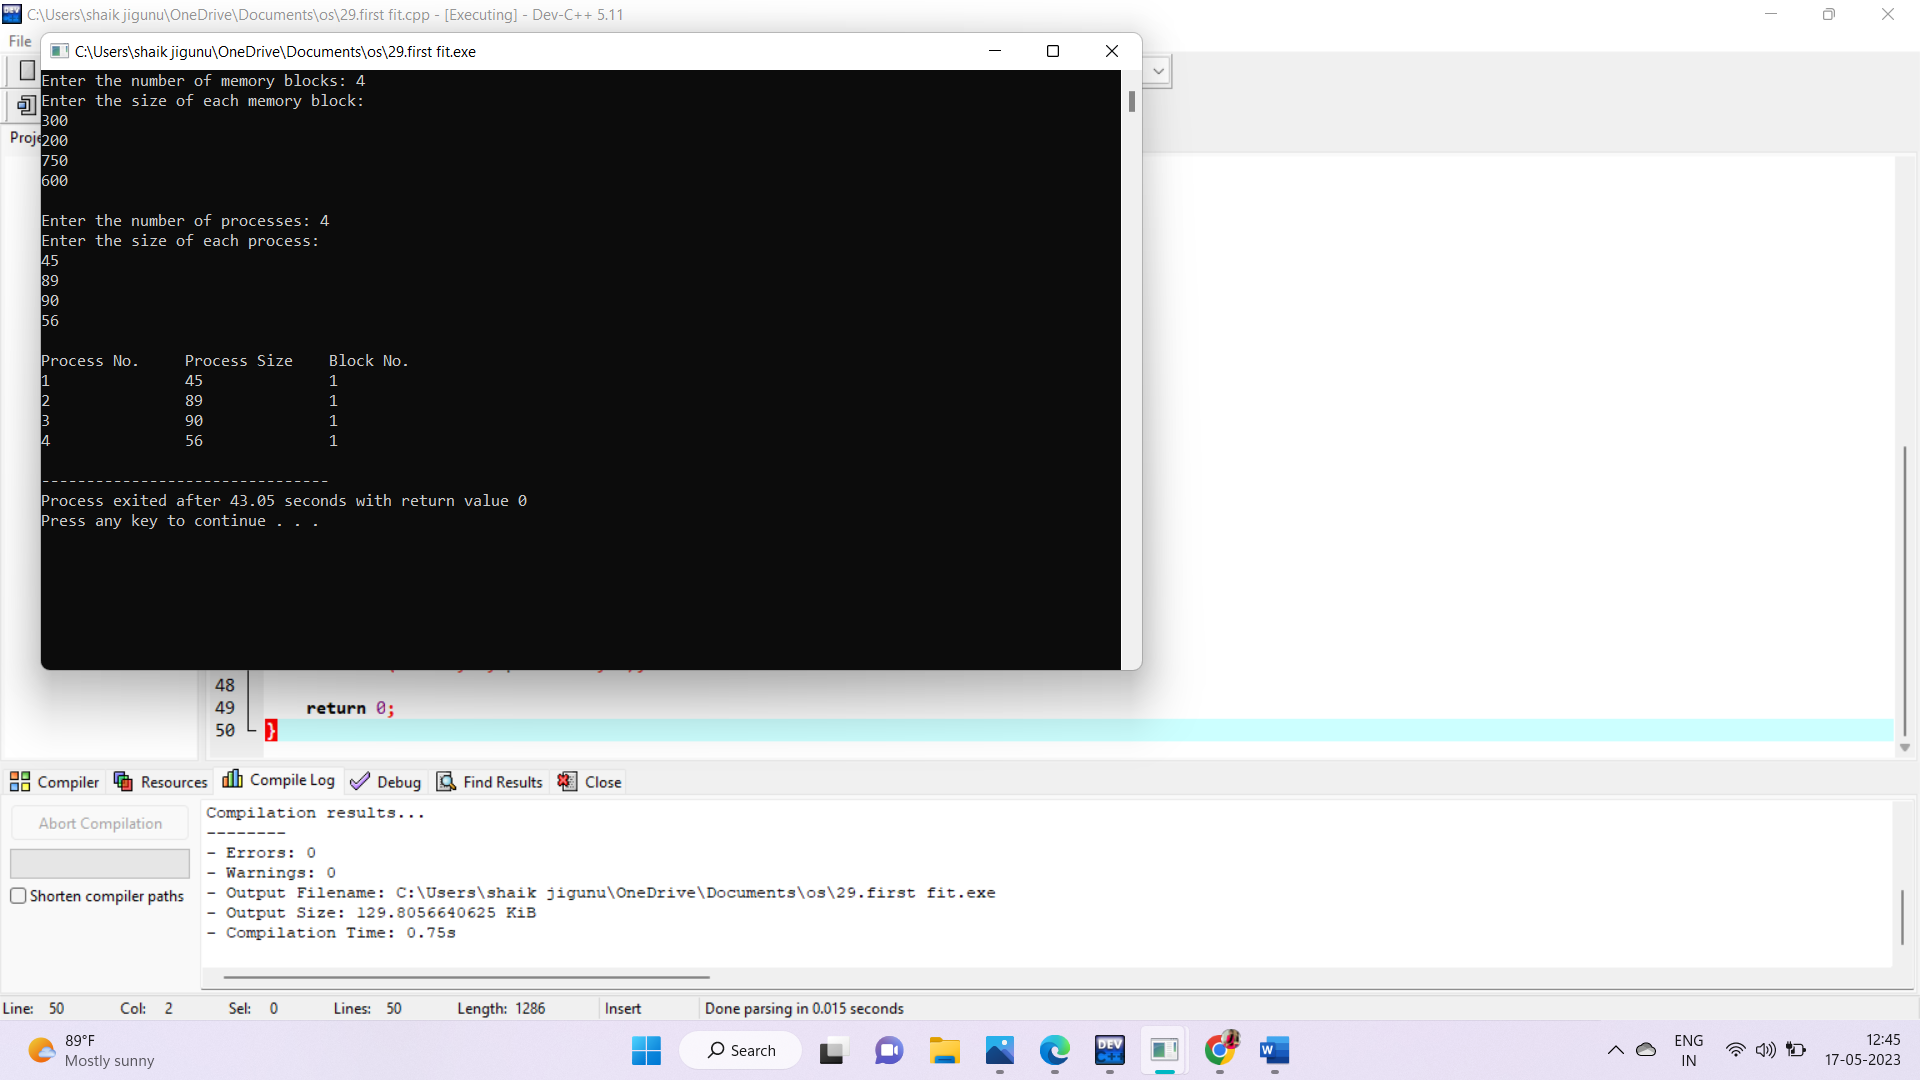 C:\Users\shaik jigunu\OneDrive\Documents\os\29.first fit.cpp - [Executing] - Dev-C++ 5.11
File
C:\Users\shaik jigunu\OneDrive\Documents\os\29.first fit.exe
Enter the number of memory blocks: 4
Enter the size of each memory block:
300
200
750
600
Enter the number of processes: 4
Enter the size of each process:
45
89
90
56
Process No. Process Size Block No.
1 45 1
2 89 1
3 90 1
4 56 1
--------------------------------
Process exited after 43.05 seconds with return value 0
Press any key to continue . . .
48
49 return 0;
50 }
Compiler Resources Compile Log Debug Find Results Close
Abort Compilation
Shorten compiler paths
Compilation results...
--------
- Errors: 0
- Warnings: 0
- Output Filename: C:\Users\shaik jigunu\OneDrive\Documents\os\29.first fit.exe
- Output Size: 129.8056640625 KiB
- Compilation Time: 0.75s
Line: 50 Col: 2 Sel: 0 Lines: 50 Length: 1286 Insert Done parsing in 0.015 seconds
89°F
Mostly sunny
Search
DEV C++
W
ENG
IN
12:45
17-05-2023